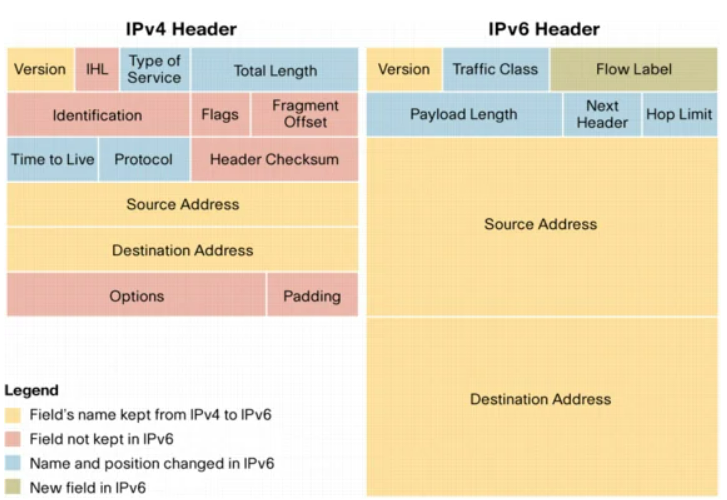 IPv4 Header
Version IHL Type of Service Total Length
Identification Flags Fragment Offset
Time to Live Protocol Header Checksum
Source Address
Destination Address
Options Padding
IPv6 Header
Version Traffic Class Flow Label
Payload Length Next Header Hop Limit
Source Address
Destination Address
Legend
Field's name kept from IPv4 to IPv6
Field not kept in IPv6
Name and position changed in IPv6
New field in IPv6